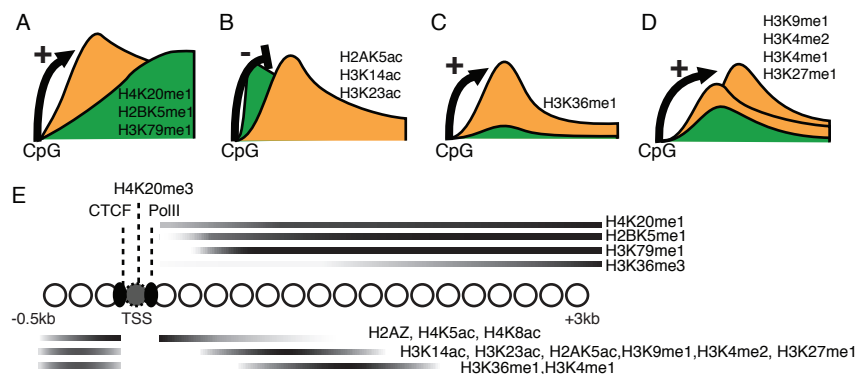 A
+
H4K20me1
H2BK5me1
H3K79me1
CpG
B
-
H2AK5ac
H3K14ac
H3K23ac
CpG
C
+
H3K36me1
CpG
D
+
H3K9me1
H3K4me2
H3K4me1
H3K27me1
CpG
E
H4K20me3
CTCF PolII
H4K20me1
H2BK5me1
H3K79me1
H3K36me3
-0.5kb TSS +3kb
H2AZ, H4K5ac, H4K8ac
H3K14ac, H3K23ac, H2AK5ac,H3K9me1,H3K4me2, H3K27me1
H3K36me1,H3K4me1